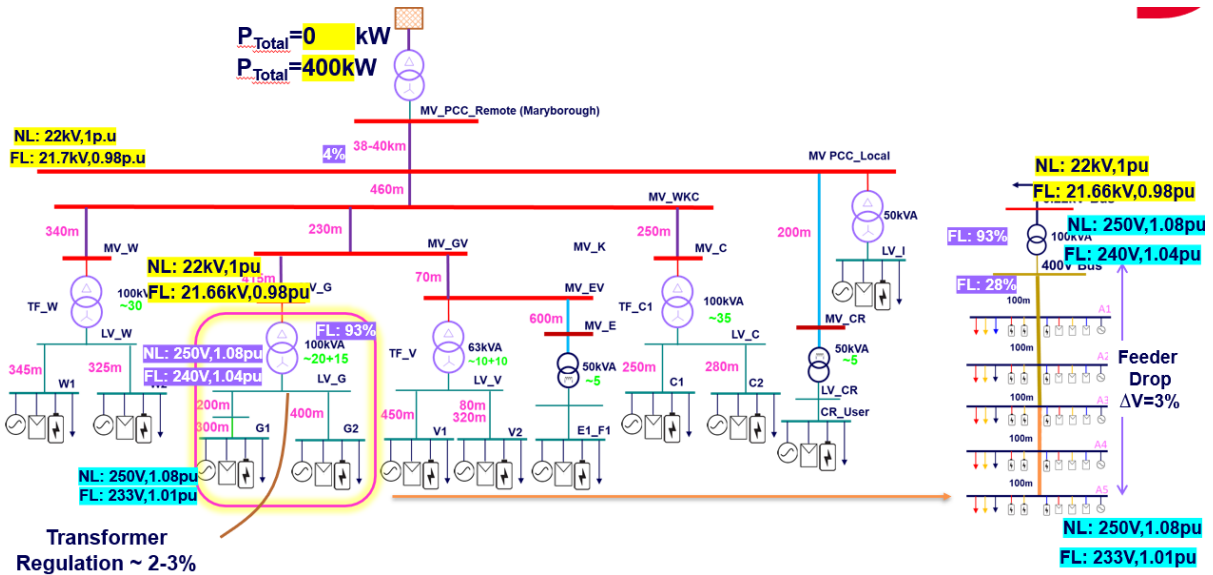 P_Total=0 kW
P_Total=400kW
MV_PCC_Remote (Maryborough)
NL: 22kV,1p.u
FL: 21.7kV,0.98p.u
4%
38-40km
MV PCC_Local
460m
MV_WKC
50kVA
LV_I
340m
230m
250m
200m
MV_W
MV_GV
MV_K
MV_C
NL: 22kV,1pu
FL: 21.66kV,0.98pu
415m
70m
MV_EV
TF_W
100kVA
~30
FL: 93%
100kVA
~20+15
NL: 250V,1.08pu
FL: 240V,1.04pu
TF_V
63kVA
~10+10
600m
MV_E
50kVA
~5
TF_C1
100kVA
~35
MV_CR
50kVA
~5
LV_W
LV_G
LV_V
LV_C
LV_CR
345m
325m
200m
300m
400m
450m
80m
320m
250m
280m
W1
G1
G2
V1
V2
E1_F1
C1
C2
CR_User
NL: 250V,1.08pu
FL: 233V,1.01pu
Transformer
Regulation ~ 2-3%
NL: 22kV,1pu
FL: 21.66kV,0.98pu
NL: 250V,1.08pu
FL: 93%
100kVA
FL: 240V,1.04pu
400V Bus
FL: 28%
100m
A1
100m
100m
A3
100m
A4
100m
A5
Feeder
Drop
ΔV=3%
NL: 250V,1.08pu
FL: 233V,1.01pu